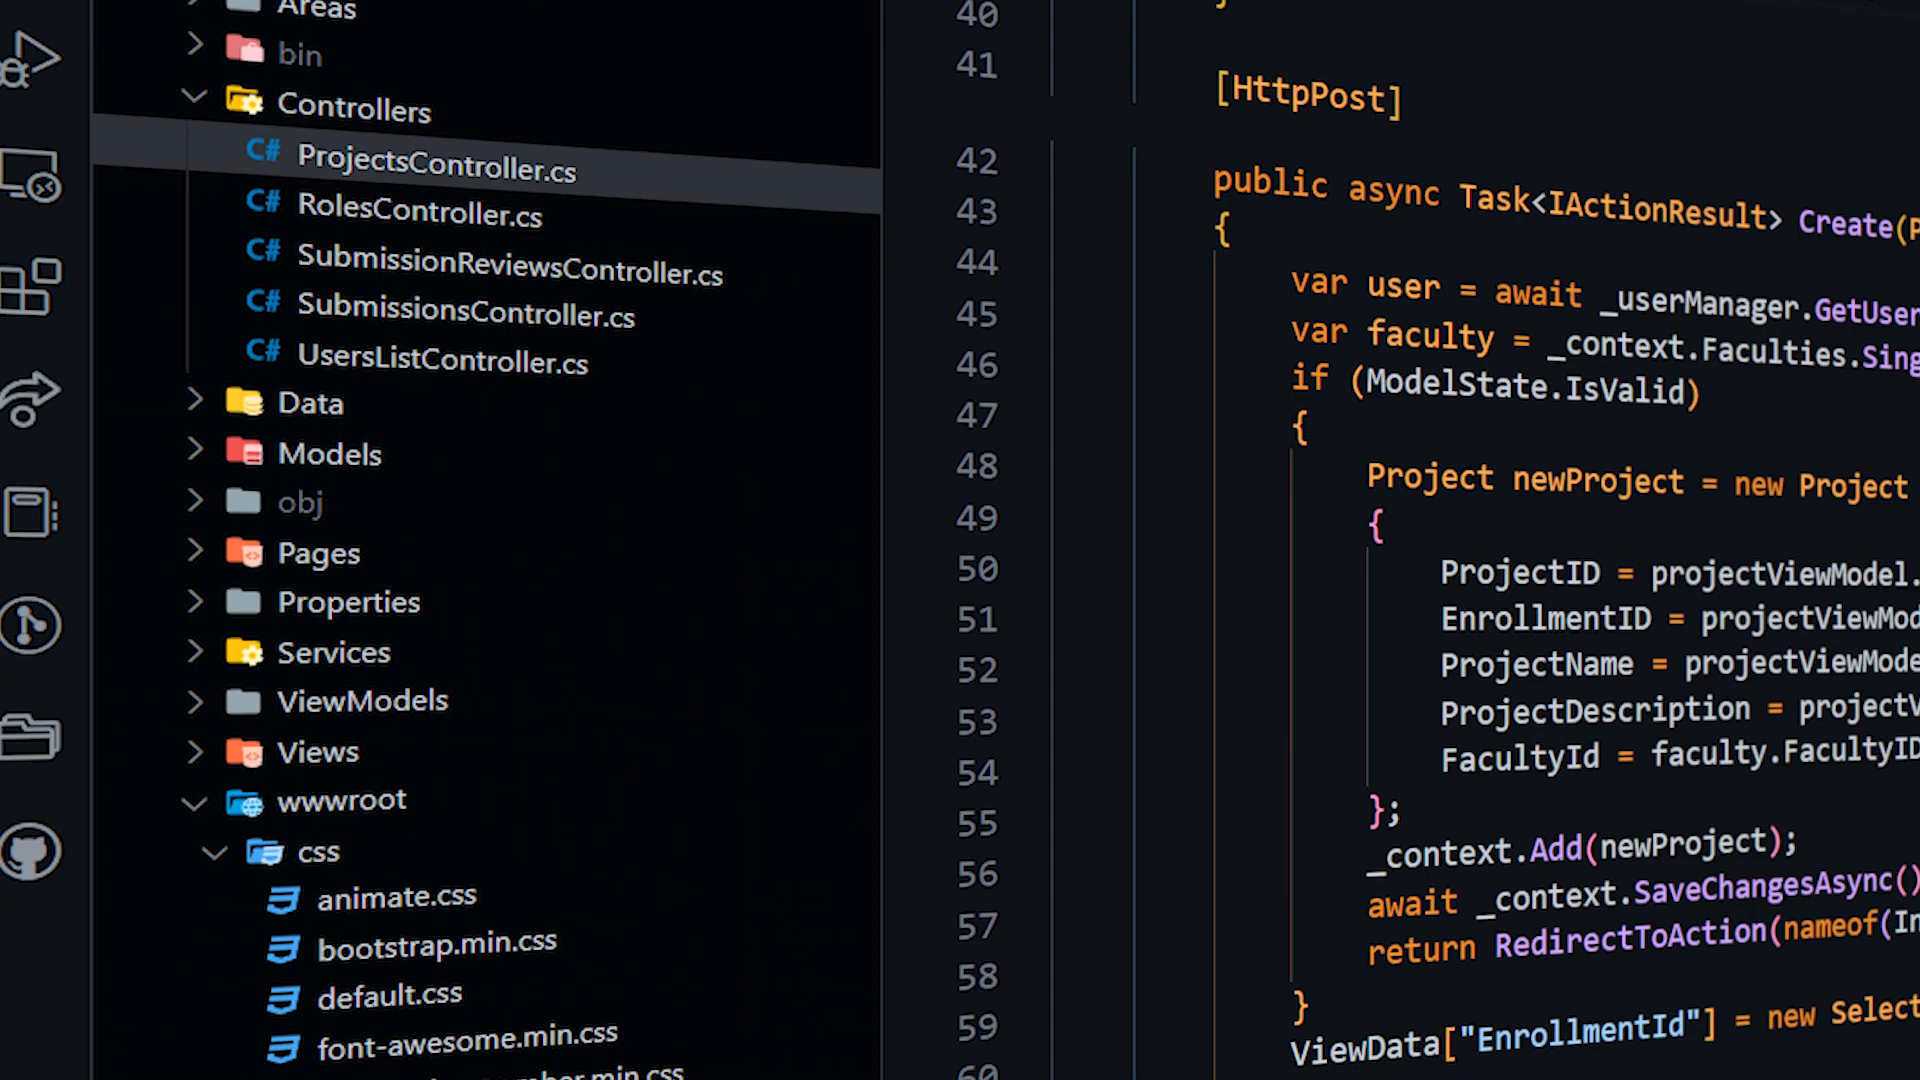 Areas
bin
Controllers
C# ProjectsController.cs
C# RolesController.cs
C# SubmissionReviewsController.cs
C# SubmissionsController.cs
C# UsersListController.cs
Data
Models
obj
Pages
Properties
Services
ViewModels
Views
wwwroot
css
animate.css
bootstrap.min.css
default.css
font-awesome.min.css
min.css
40 }
41
[HttpPost]
42
43 public async Task<IActionResult> Create(
44 {
45 var user = await _userManager.GetUser
46 var faculty = _context.Faculties.Sing
47 if (ModelState.IsValid)
48 {
49 Project newProject = new Project
50 {
51 ProjectID = projectViewModel.
52 EnrollmentID = projectViewMod
53 ProjectName = projectViewMode
54 ProjectDescription = projectV
55 FacultyId = faculty.FacultyID
56 };
57 _context.Add(newProject);
58 await _context.SaveChangesAsync()
59 return RedirectToAction(nameof(In
60 }
ViewData["EnrollmentId"] = new Select